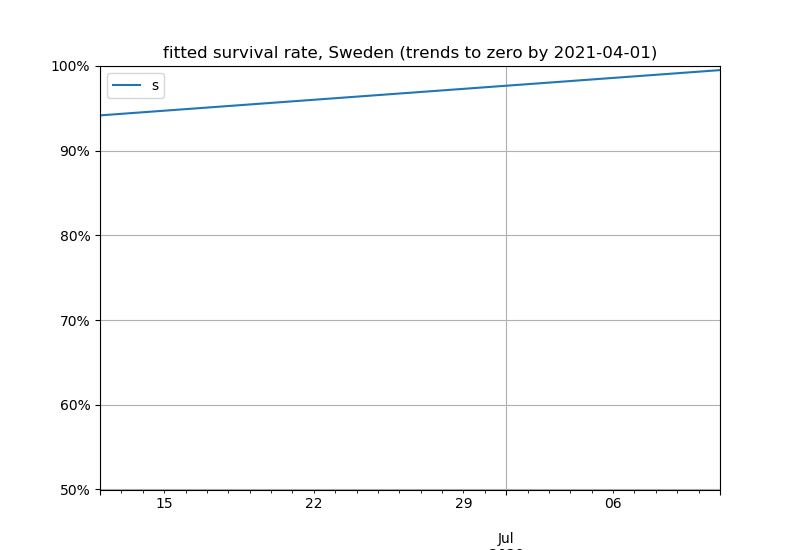 fitted survival rate, Sweden (trends to zero by 2021-04-01)
100%
s
90%
80%
70%
60%
50%
15 22 29 06
Jul